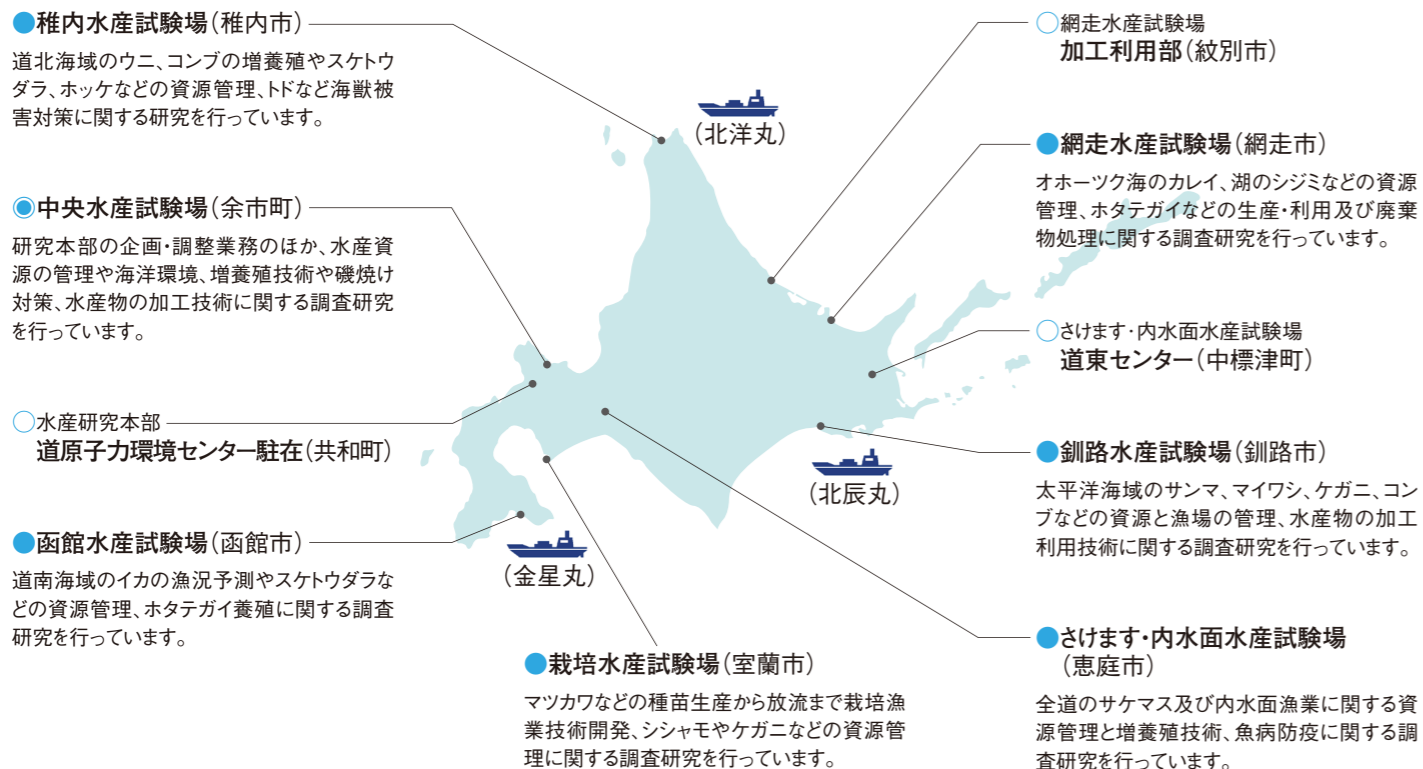 ●稚内水産試験場(稚内市)
道北海域のウニ、コンブの増養殖やスケトウ
ダラ、ホッケなどの資源管理、トドなど海獣被
害対策に関する研究を行っています。
◉中央水産試験場(余市町)
研究本部の企画・調整業務のほか、水産資
源の管理や海洋環境、増養殖技術や磯焼け
対策、水産物の加工技術に関する調査研究
を行っています。
○水産研究本部
道原子力環境センター駐在(共和町)
●函館水産試験場(函館市)
道南海域のイカの漁況予測やスケトウダラな
どの資源管理、ホタテガイ養殖に関する調査
研究を行っています。
(北洋丸)
(北辰丸)
(金星丸)
●栽培水産試験場(室蘭市)
マツカワなどの種苗生産から放流まで栽培漁
業技術開発、シシャモやケガニなどの資源管
理に関する調査研究を行っています。
○網走水産試験場
加工利用部(紋別市)
●網走水産試験場(網走市)
オホーツク海のカレイ、湖のシジミなどの資源
管理、ホタテガイなどの生産・利用及び廃棄
物処理に関する調査研究を行っています。
○さけます・内水面水産試験場
道東センター(中標津町)
●釧路水産試験場(釧路市)
太平洋海域のサンマ、マイワシ、ケガニ、コン
ブなどの資源と漁場の管理、水産物の加工
利用技術に関する調査研究を行っています。
●さけます・内水面水産試験場
(恵庭市)
全道のサケマス及び内水面漁業に関する資
源管理と増養殖技術、魚病防疫に関する調
査研究を行っています。